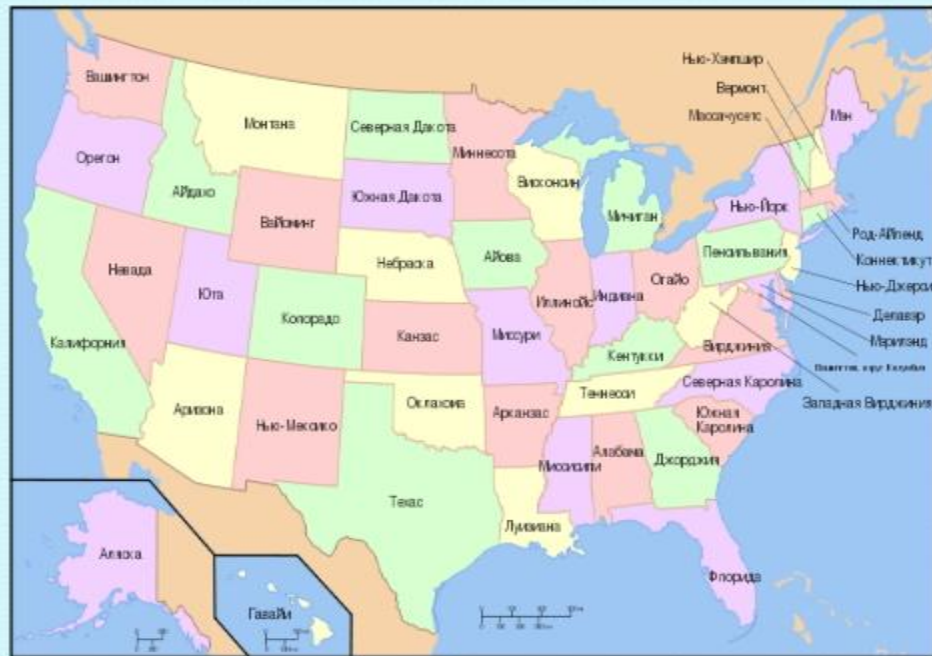 Нью-Хэмпшир
Вермонт
Массачусетс
Вашингтон
Монтана
Северная Дакота
Миннесота
Мэн
Орегон
Айдахо
Южная Дакота
Висконсин
Вайоминг
Мичиган
Нью-Йорк
Род-Айленд
Коннектикут
Пенсильвания
Небраска
Айова
Невада
Юта
Огайо
Нью-Джерси
Иллинойс
Индиана
Делавэр
Колорадо
Канзас
Миссури
Калифорния
Мэрилэнд
Вирджиния
Кентукки
Северная Каролина
Теннесси
Западная Вирджиния
Аризона
Оклахома
Арканзас
Нью-Мексико
Южная
Каролина
Алабама
Миссисипи
Джорджия
Техас
Луизиана
Аляска
Флорида
Гавайи